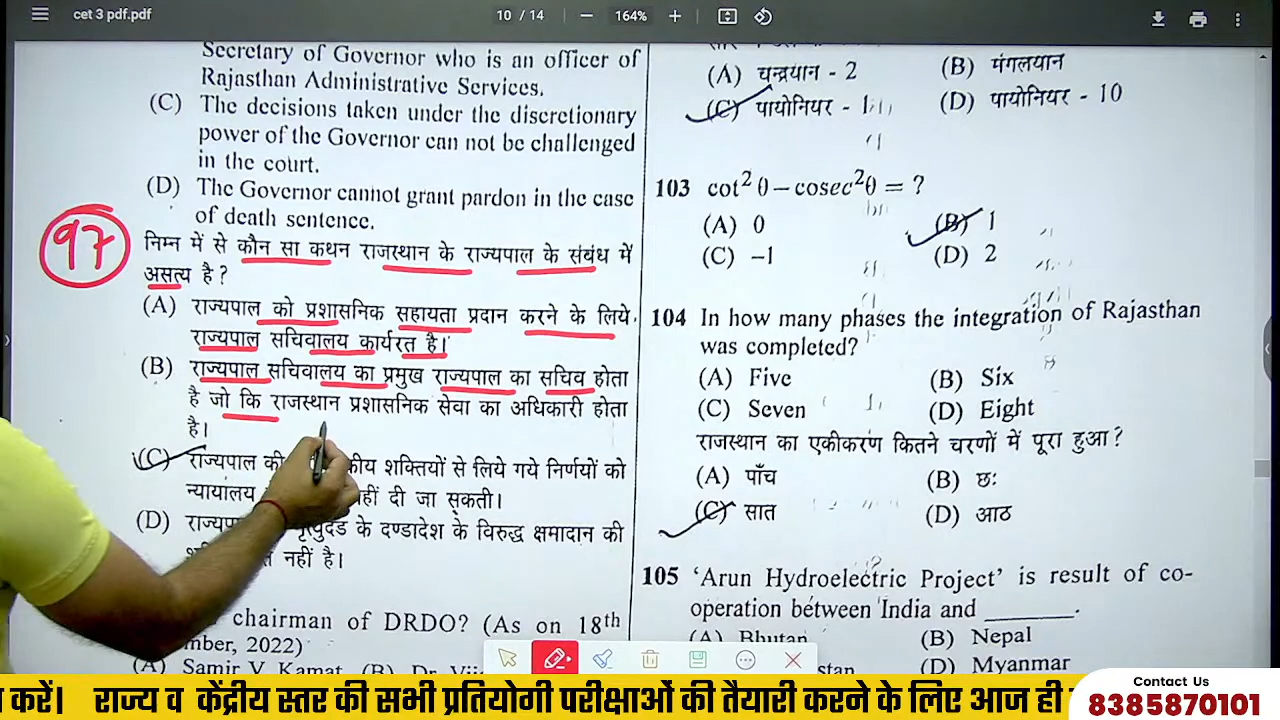 cet 3 pdf.pdf
10 / 14
164%
Secretary of Governor who is an officer of
Rajasthan Administrative Services.
(C) The decisions taken under the discretionary
power of the Governor can not be challenged
in the court.
(D) The Governor cannot grant pardon in the case
of death sentence.
97
निम्न में से कौन सा कथन राजस्थान के राज्यपाल के संबंध में
असत्य है?
(A) राज्यपाल को प्रशासनिक सहायता प्रदान करने के लिये
राज्यपाल सचिवालय कार्यरत है।
(B) राज्यपाल सचिवालय का प्रमुख राज्यपाल का सचिव होता
है जो कि राजस्थान प्रशासनिक सेवा का अधिकारी होता
है।
(C) राज्यपाल की शक्तियों से लिये गये निर्णयों को
न्यायालय नहीं दी जा सकती।
(D) के दण्डादेश के विरुद्ध क्षमादान की
नहीं है।
chairman of DRDO? (As on 18th
2022)
(A) Samir V. Kamat (B) Dr.
(A) चन्द्रयान - 2 (B) मंगलयान
(C) पायोनियर - 11 (D) पायोनियर - 10
103 cot² θ – cosec²θ = ?
(A) 0 (B) 1
(C) –1 (D) 2
104 In how many phases the integration of Rajasthan
was completed?
(A) Five (B) Six
(C) Seven (D) Eight
राजस्थान का एकीकरण कितने चरणों में पूरा हुआ?
(A) पाँच (B) छः
(C) सात (D) आठ
105 ‘Arun Hydroelectric Project’ is result of co-
operation between India and ______.
(A) Bhutan (B) Nepal
(D) Myanmar
करें। राज्य व केंद्रीय स्तर की सभी प्रतियोगी परीक्षाओं की तैयारी करने के लिए आज ही
Contact Us
8385870101